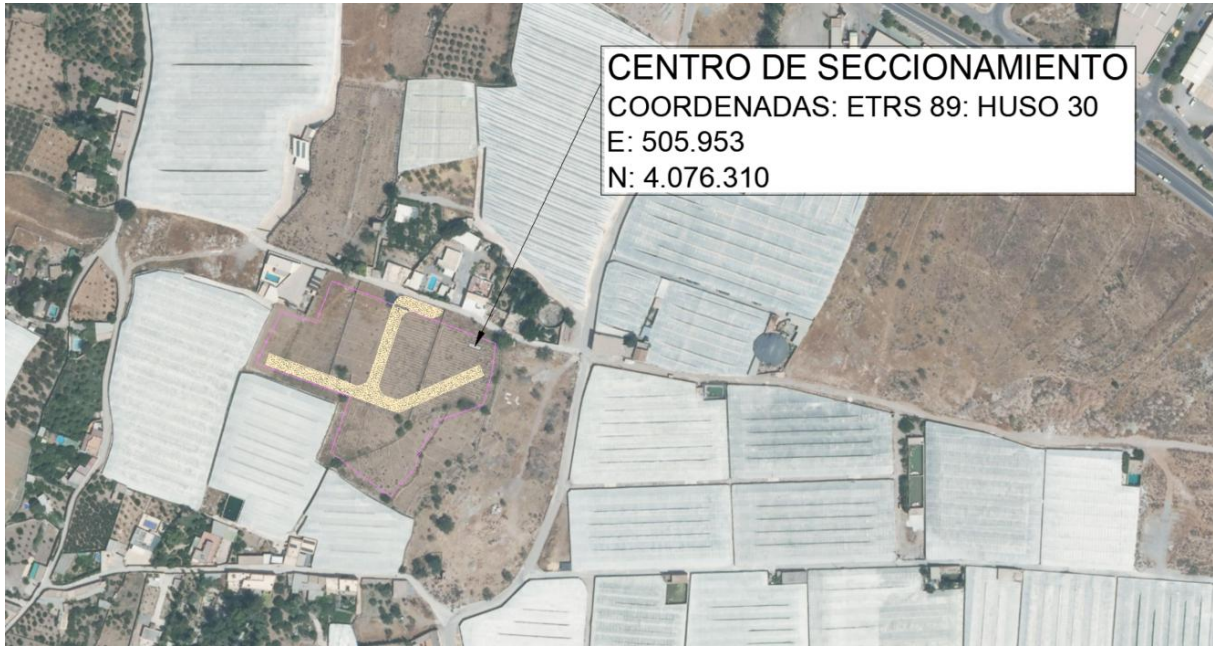 CENTRO DE SECCIONAMIENTO
COORDENADAS: ETRS 89: HUSO 30
E: 505.953
N: 4.076.310